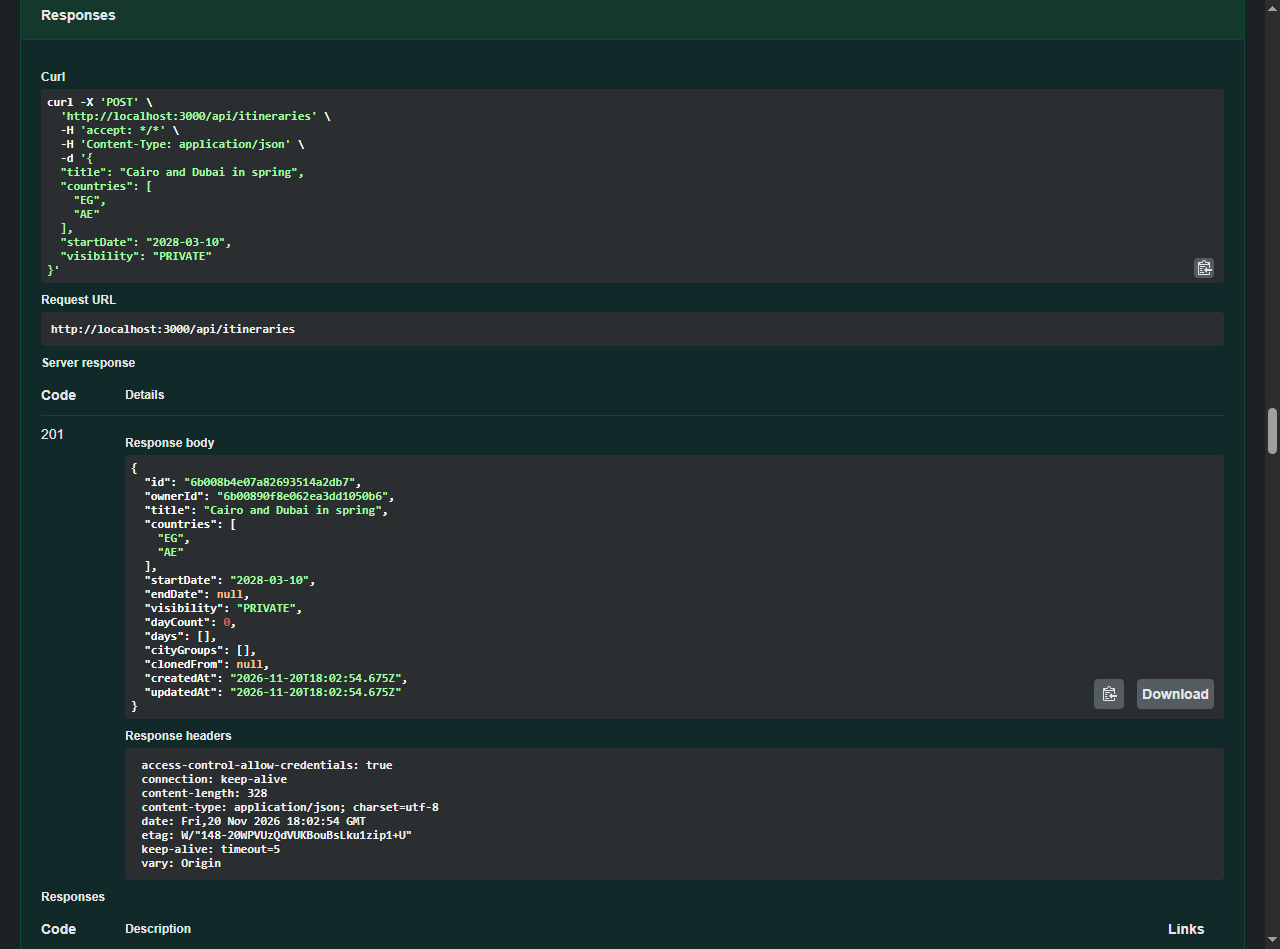 Responses
Curl
curl -X 'POST' \
  'http://localhost:3000/api/itineraries' \
  -H 'accept: */*' \
  -H 'Content-Type: application/json' \
  -d '{
  "title": "Cairo and Dubai in spring",
  "countries": [
    "EG",
    "AE"
  ],
  "startDate": "2028-03-10",
  "visibility": "PRIVATE"
}'
Request URL
http://localhost:3000/api/itineraries
Server response
Code Details
201
Response body
{
  "id": "6b008b4e07a82693514a2db7",
  "ownerId": "6b00890f8e062ea3dd1050b6",
  "title": "Cairo and Dubai in spring",
  "countries": [
    "EG",
    "AE"
  ],
  "startDate": "2028-03-10",
  "endDate": null,
  "visibility": "PRIVATE",
  "dayCount": 0,
  "days": [],
  "cityGroups": [],
  "clonedFrom": null,
  "createdAt": "2026-11-20T18:02:54.675Z",
  "updatedAt": "2026-11-20T18:02:54.675Z"
}
Download
Response headers
access-control-allow-credentials: true
connection: keep-alive
content-length: 328
content-type: application/json; charset=utf-8
date: Fri,20 Nov 2026 18:02:54 GMT
etag: W/"148-20WPVUzQdVUKBouBsLku1zip1+U"
keep-alive: timeout=5
vary: Origin
Responses
Code Description Links